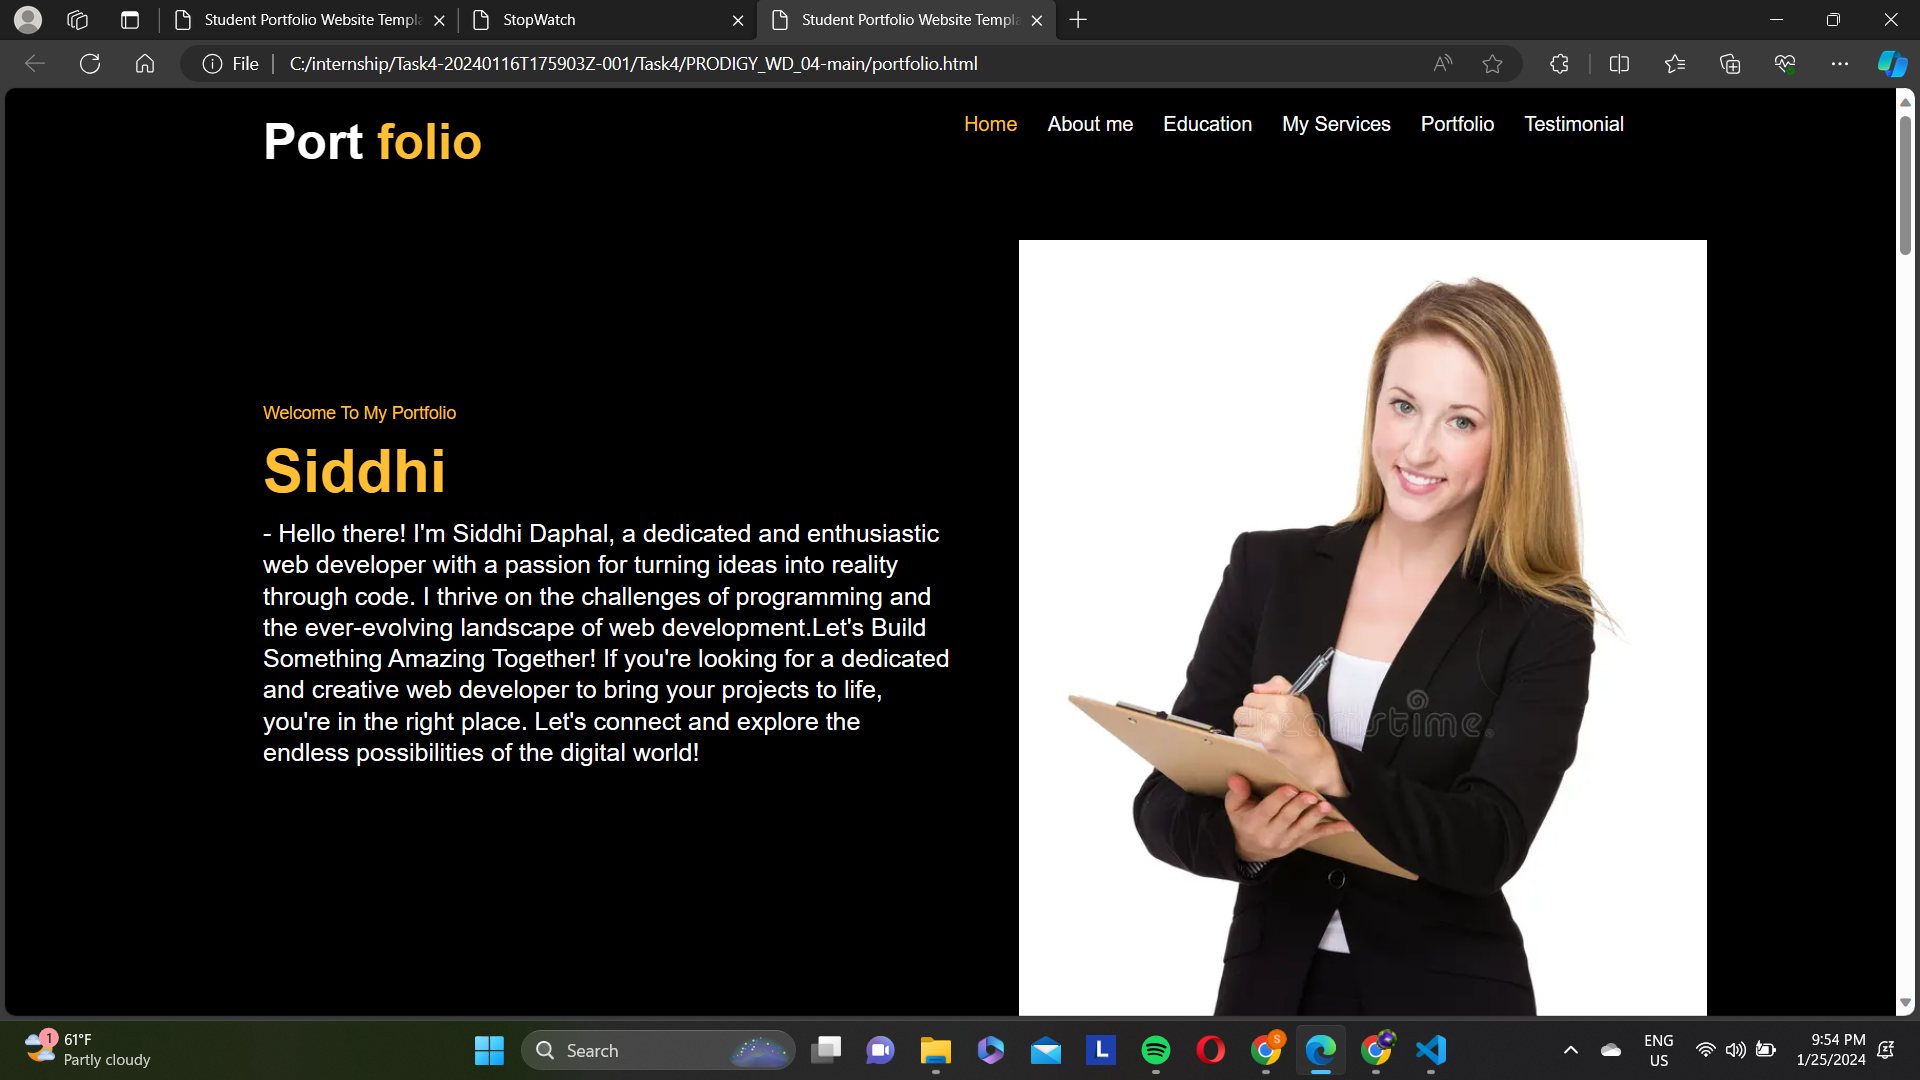 Student Portfolio Website Templa
StopWatch
Student Portfolio Website Templa
File
C:/internship/Task4-20240116T175903Z-001/Task4/PRODIGY_WD_04-main/portfolio.html
Port folio
Home About me Education My Services Portfolio Testimonial
Welcome To My Portfolio
Siddhi
- Hello there! I'm Siddhi Daphal, a dedicated and enthusiastic
web developer with a passion for turning ideas into reality
through code. I thrive on the challenges of programming and
the ever-evolving landscape of web development.Let's Build
Something Amazing Together! If you're looking for a dedicated
and creative web developer to bring your projects to life,
you're in the right place. Let's connect and explore the
endless possibilities of the digital world!
dreamstime.
1
61°F
Partly cloudy
Search
L
S
ENG
US
9:54 PM
1/25/2024